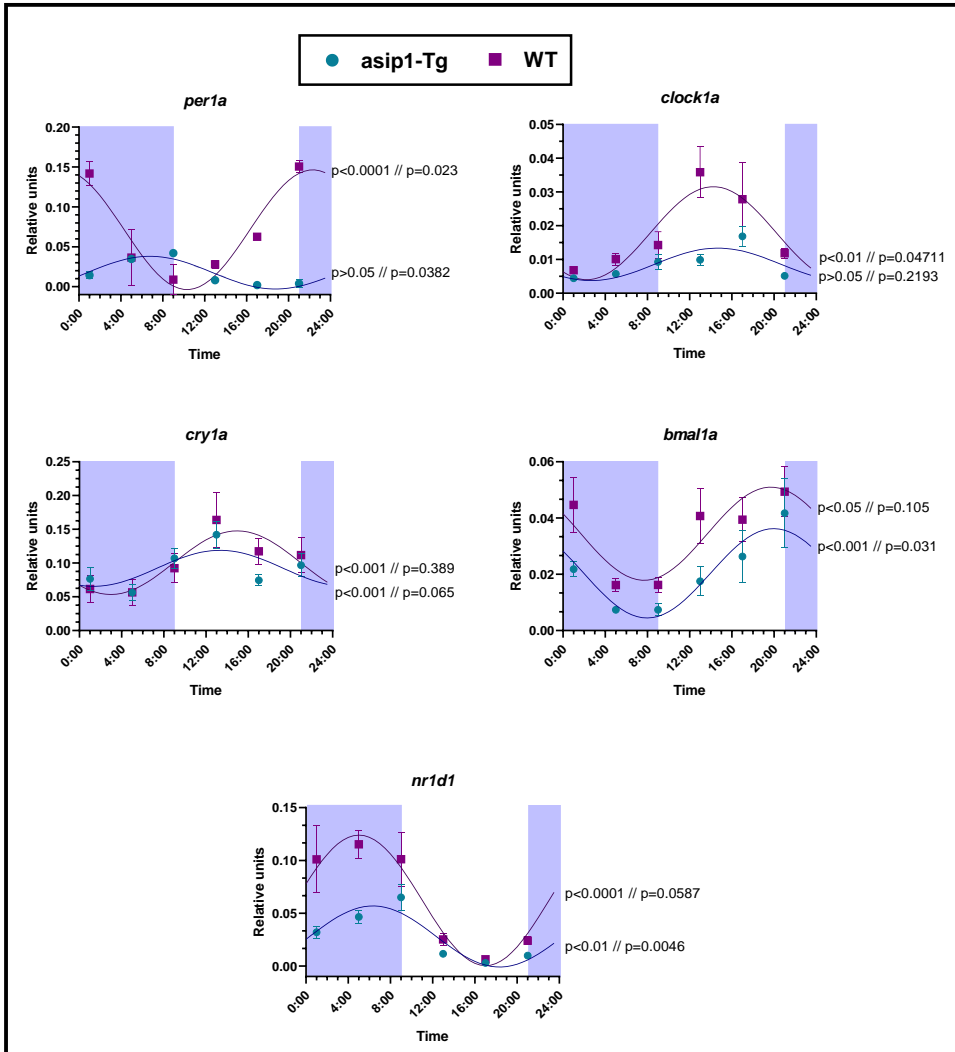 asip1-Tg WT
per1a
Relative units
0.20
0.15
0.10
0.05
0.00
p<0.0001 // p=0.023
p>0.05 // p=0.0382
0:00 4:00 8:00 12:00 16:00 20:00 24:00
Time
clock1a
Relative units
0.05
0.04
0.03
0.02
0.01
0.00
p<0.01 // p=0.04711
p>0.05 // p=0.2193
0:00 4:00 8:00 12:00 16:00 20:00 24:00
Time
cry1a
Relative units
0.25
0.20
0.15
0.10
0.05
0.00
p<0.001 // p=0.389
p<0.001 // p=0.065
0:00 4:00 8:00 12:00 16:00 20:00 24:00
Time
bmal1a
Relative units
0.06
0.04
0.02
0.00
p<0.05 // p=0.105
p<0.001 // p=0.031
0:00 4:00 8:00 12:00 16:00 20:00 24:00
Time
nr1d1
Relative units
0.15
0.10
0.05
0.00
p<0.0001 // p=0.0587
p<0.01 // p=0.0046
0:00 4:00 8:00 12:00 16:00 20:00 24:00
Time